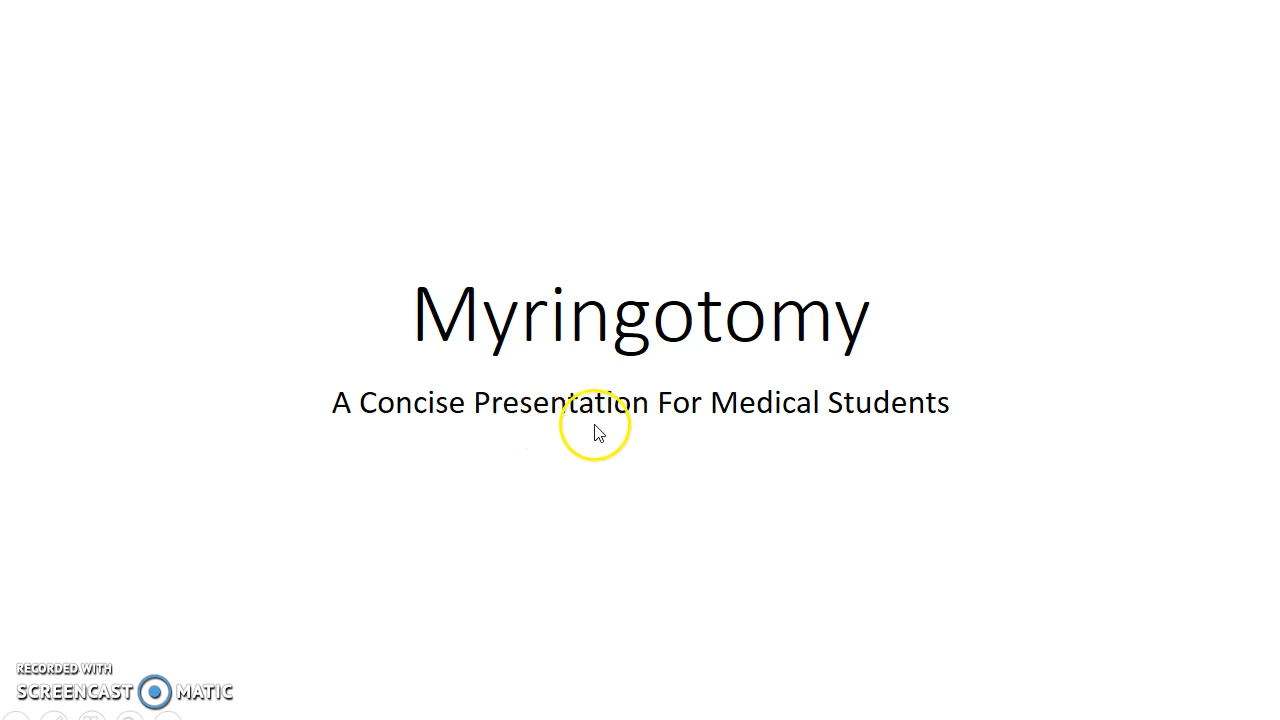 Myringotomy
A Concise Presentation For Medical Students
RECORDED WITH
SCREENCAST MATIC